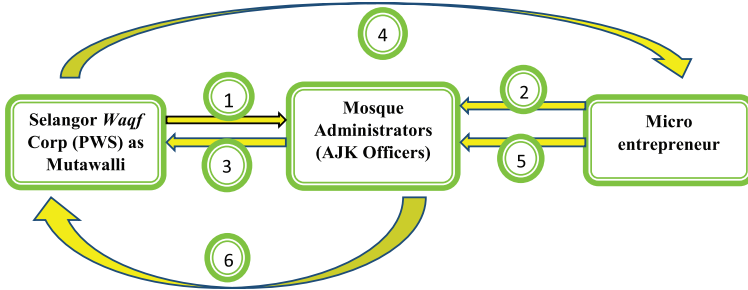 4
1
2
Selangor Waqf
Corp (PWS) as
Mutawalli
Mosque
Administrators
(AJK Officers)
Micro
entrepreneur
3
5
6